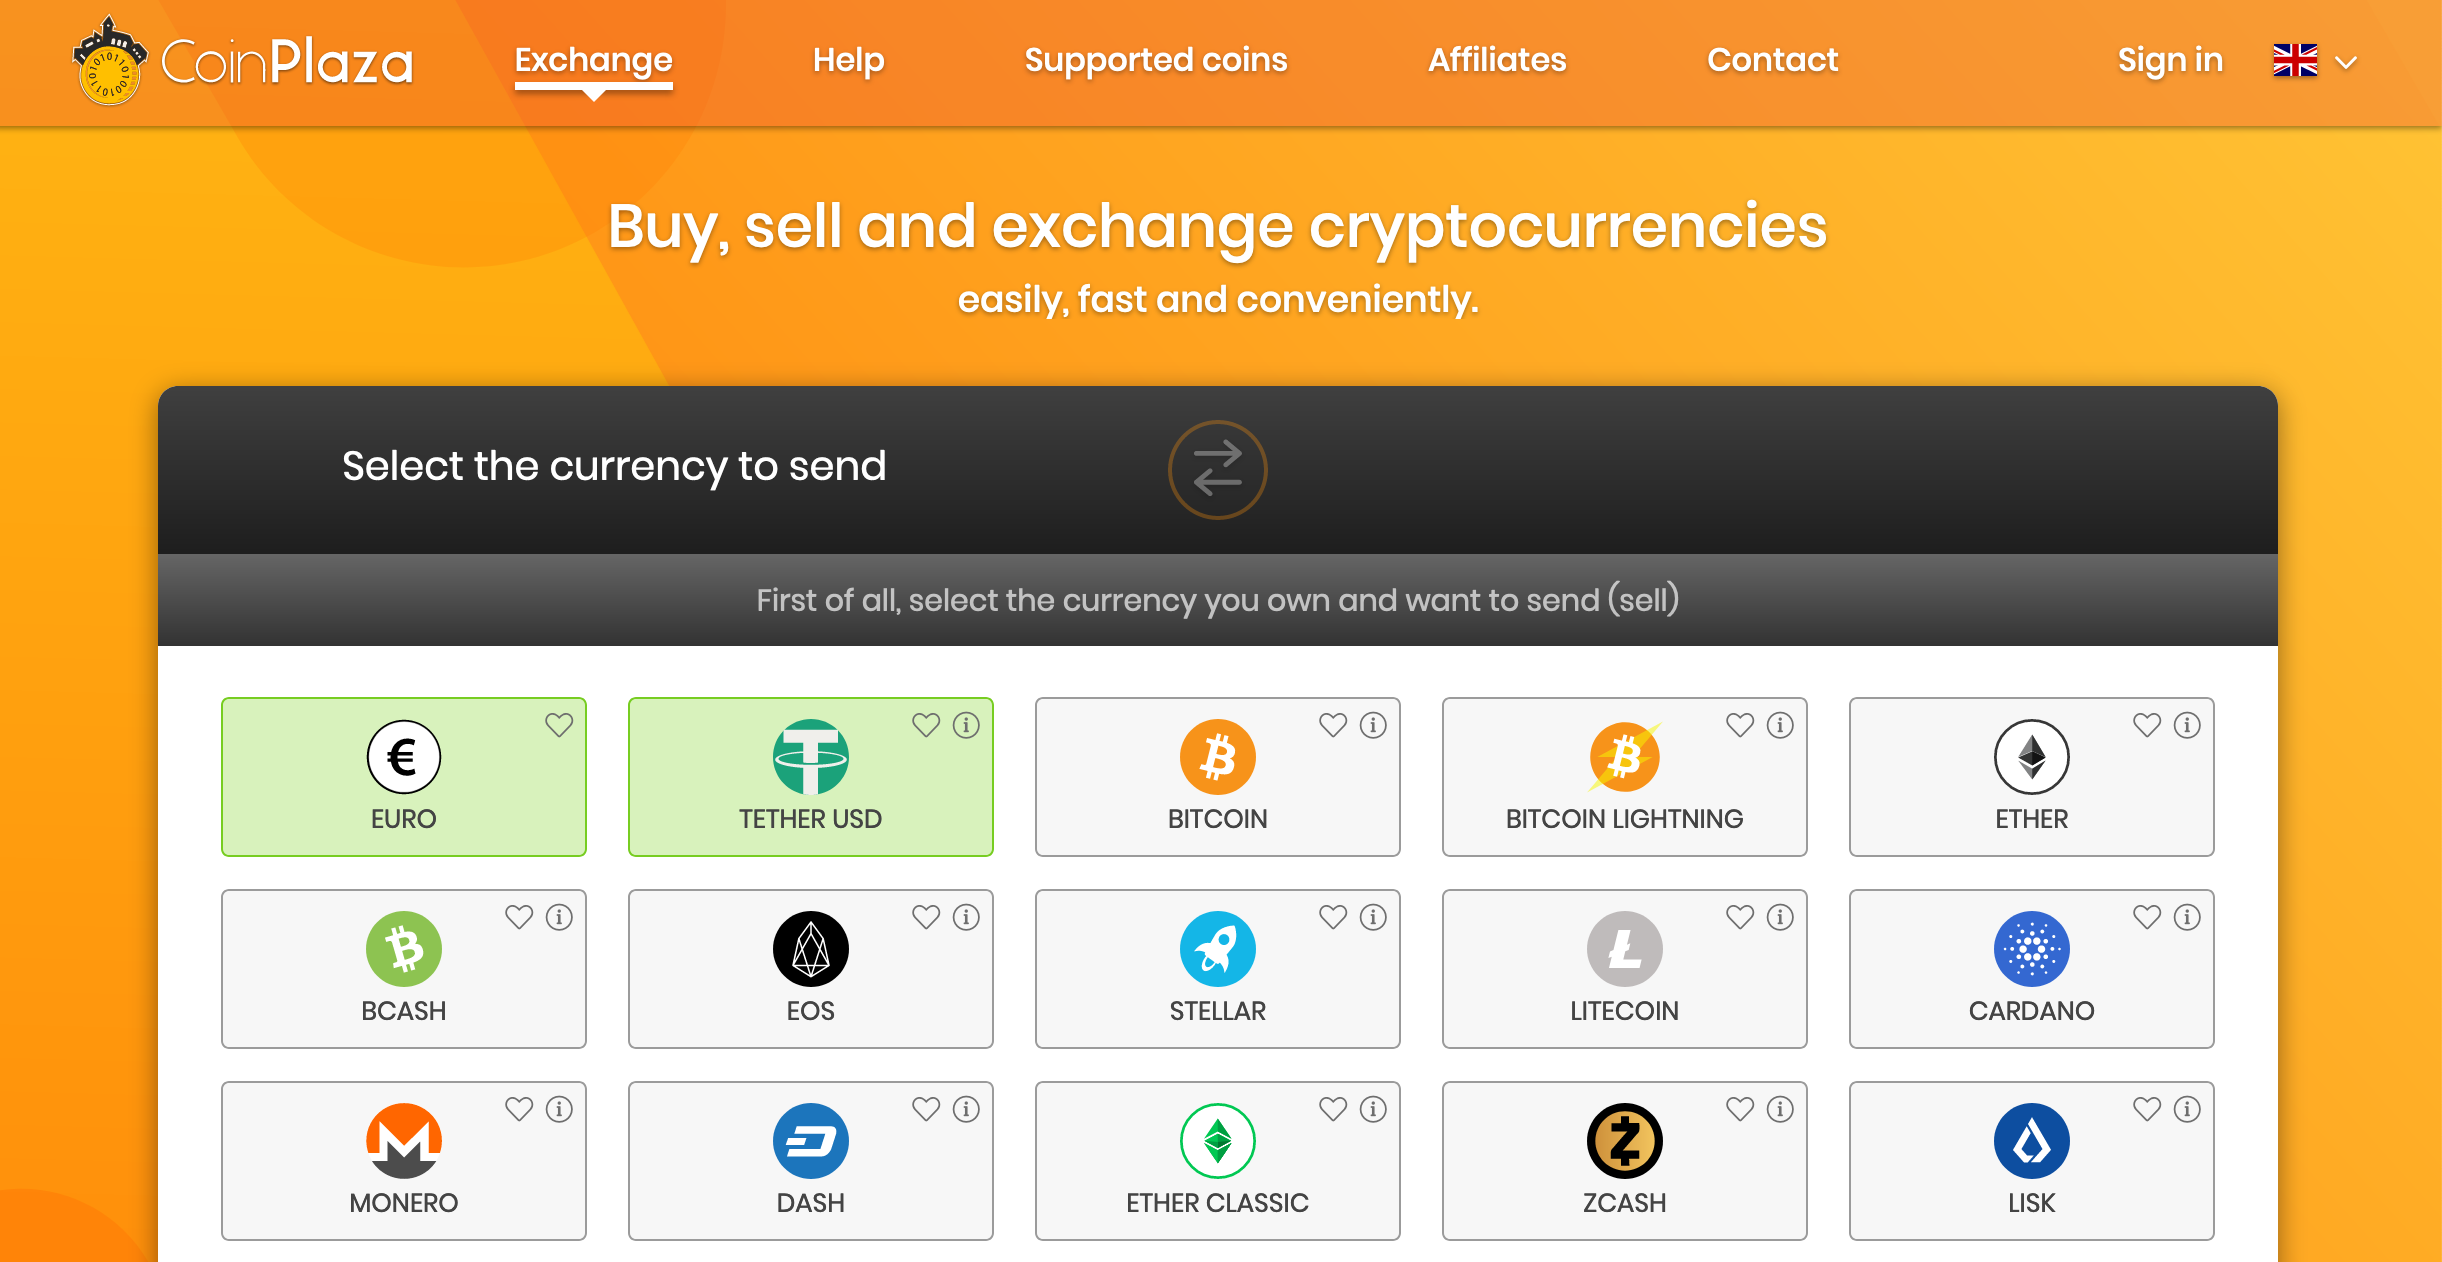 CoinPlaza
Exchange
Help
Supported coins
Affiliates
Contact
Sign in
Buy, sell and exchange cryptocurrencies
easily, fast and conveniently.
Select the currency to send
First of all, select the currency you own and want to send (sell)
EURO
TETHER USD
BITCOIN
BITCOIN LIGHTNING
ETHER
BCASH
EOS
STELLAR
LITECOIN
CARDANO
MONERO
DASH
ETHER CLASSIC
ZCASH
LISK